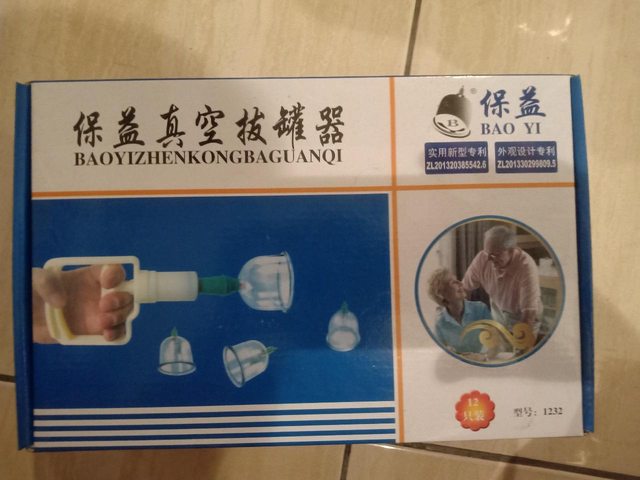 保益真空拔罐器
BAOYIZHENKONGBAGUANQI
®
保益
BAO YI
B
实用新型专利
ZL201320385542.6
外观设计专利
ZL201330299809.5
12
只装
型号：1232